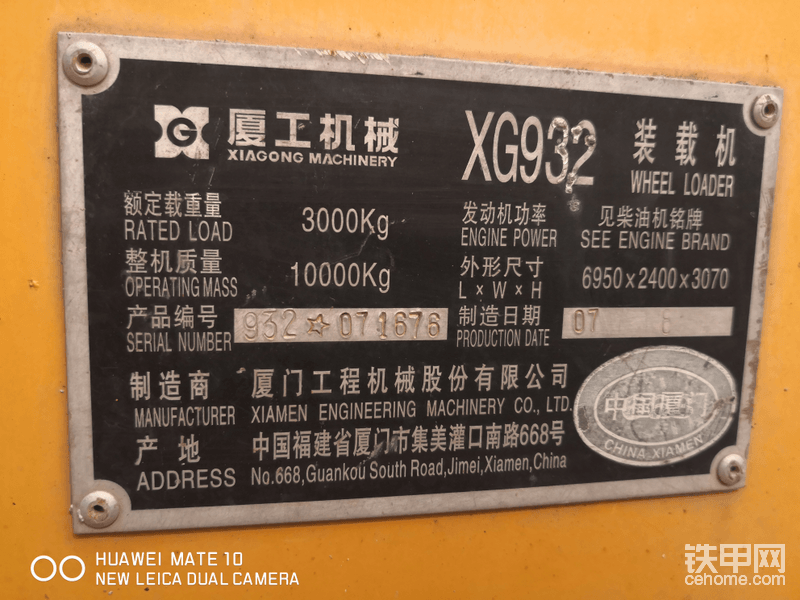 厦工机械
XIAGONG MACHINERY
XG932
装载机
WHEEL LOADER
额定载重量
RATED LOAD
3000Kg
发动机功率
ENGINE POWER
见柴油机铭牌
SEE ENGINE BRAND
整机质量
OPERATING MASS
10000Kg
外形尺寸
L×W×H
6950×2400×3070
产品编号
SERIAL NUMBER
932☆071676
制造日期
PRODUCTION DATE
07 6
制造商
MANUFACTURER
厦门工程机械股份有限公司
XIAMEN ENGINEERING MACHINERY CO., LTD.
产地
ADDRESS
中国福建省厦门市集美灌口南路668号
No.668,Guankou South Road,Jimei,Xiamen,China
中国厦门
CHINA.XIAMEN
HUAWEI MATE 10
NEW LEICA DUAL CAMERA
铁甲网
cehome.com